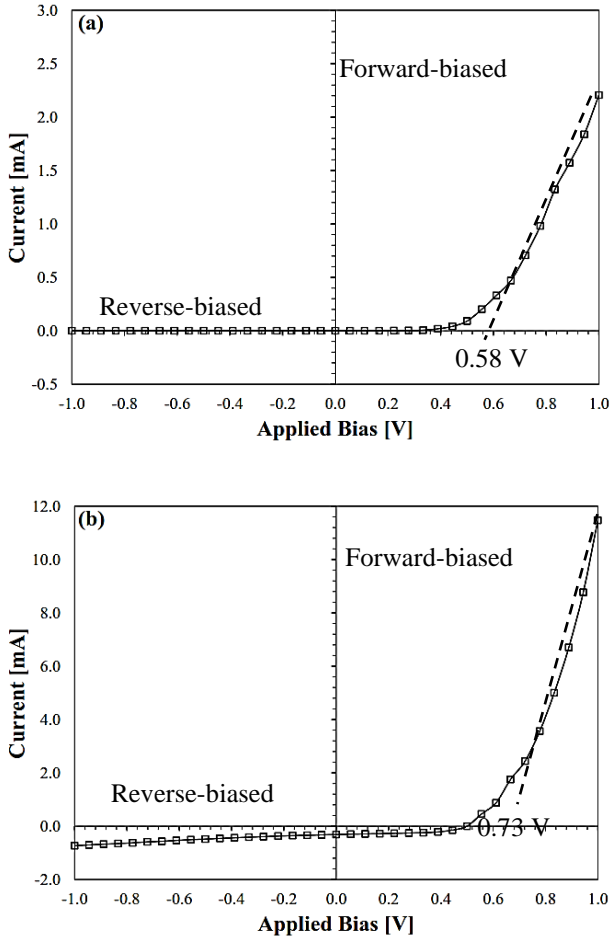 3.0
(a)
2.5
Forward-biased
2.0
1.5
Current [mA]
1.0
0.5
Reverse-biased
0.0
0.58 V
-0.5
-1.0 -0.8 -0.6 -0.4 -0.2 0.0 0.2 0.4 0.6 0.8 1.0
Applied Bias [V]
12.0
(b)
10.0
Forward-biased
8.0
6.0
Current [mA]
4.0
2.0
Reverse-biased
0.0
0.73 V
-2.0
-1.0 -0.8 -0.6 -0.4 -0.2 0.0 0.2 0.4 0.6 0.8 1.0
Applied Bias [V]